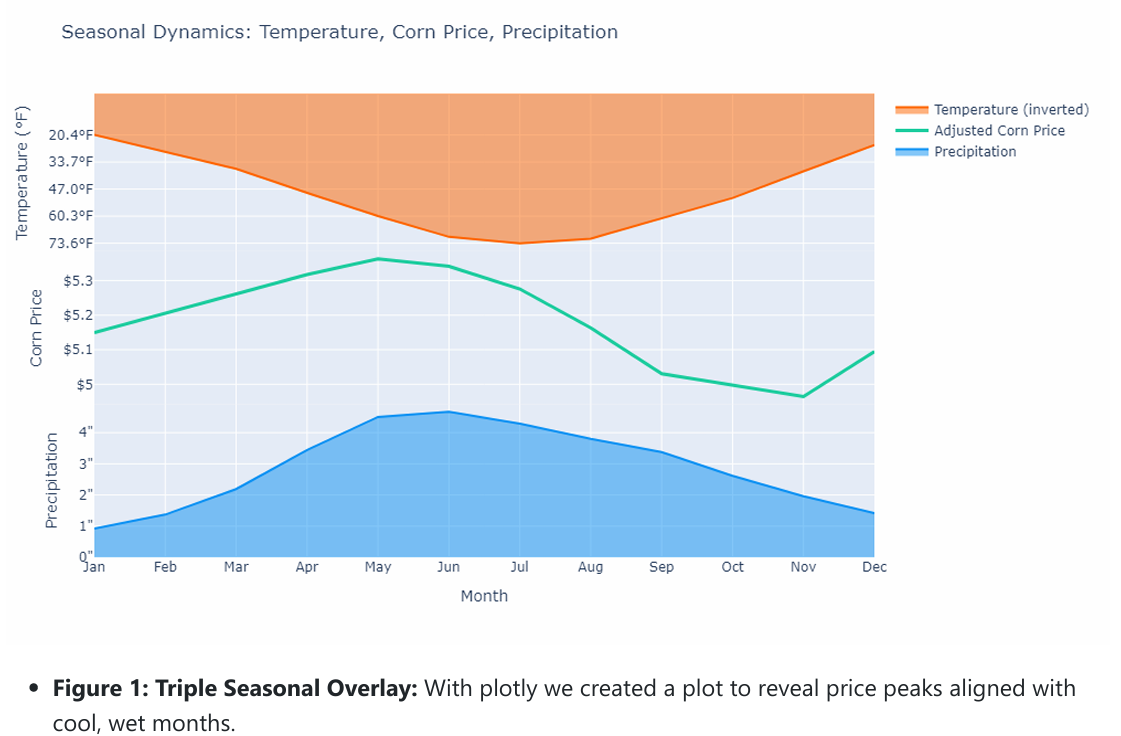 Seasonal Dynamics: Temperature, Corn Price, Precipitation
Temperature (°F)
20.4°F
33.7°F
47.0°F
60.3°F
73.6°F
Corn Price
$5.3
$5.2
$5.1
$5
Precipitation
4"
3"
2"
1"
0"
Jan Feb Mar Apr May Jun Jul Aug Sep Oct Nov Dec
Month
Temperature (inverted)
Adjusted Corn Price
Precipitation
• Figure 1: Triple Seasonal Overlay: With plotly we created a plot to reveal price peaks aligned with
cool, wet months.